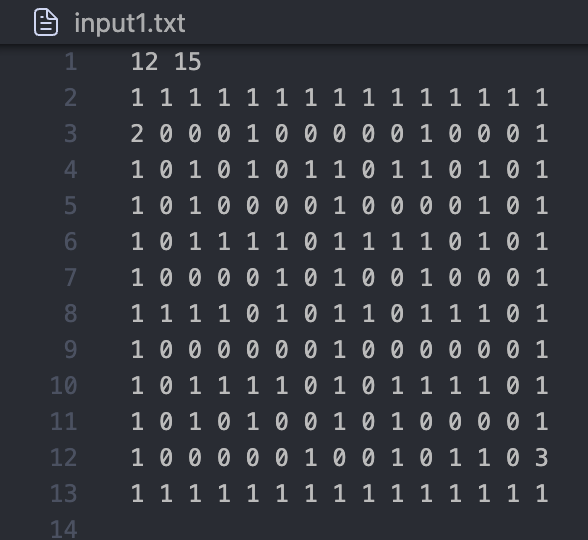 input1.txt
1 12 15
2 1 1 1 1 1 1 1 1 1 1 1 1 1 1 1
3 2 0 0 0 1 0 0 0 0 0 1 0 0 0 1
4 1 0 1 0 1 0 1 1 0 1 1 0 1 0 1
5 1 0 1 0 0 0 0 1 0 0 0 0 1 0 1
6 1 0 1 1 1 1 0 1 1 1 1 0 1 0 1
7 1 0 0 0 0 1 0 1 0 0 1 0 0 0 1
8 1 1 1 1 0 1 0 1 1 0 1 1 1 0 1
9 1 0 0 0 0 0 0 1 0 0 0 0 0 0 1
10 1 0 1 1 1 1 0 1 0 1 1 1 1 0 1
11 1 0 1 0 1 0 0 1 0 1 0 0 0 0 1
12 1 0 0 0 0 0 1 0 0 1 0 1 1 0 3
13 1 1 1 1 1 1 1 1 1 1 1 1 1 1 1
14